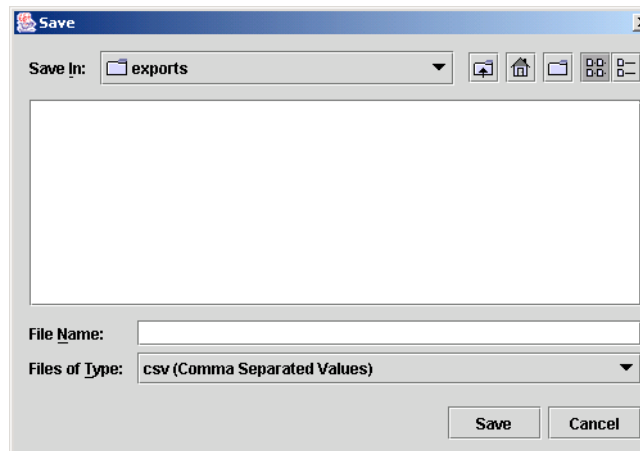 Save
Save In: exports
File Name:
Files of Type: csv (Comma Separated Values)
Save Cancel